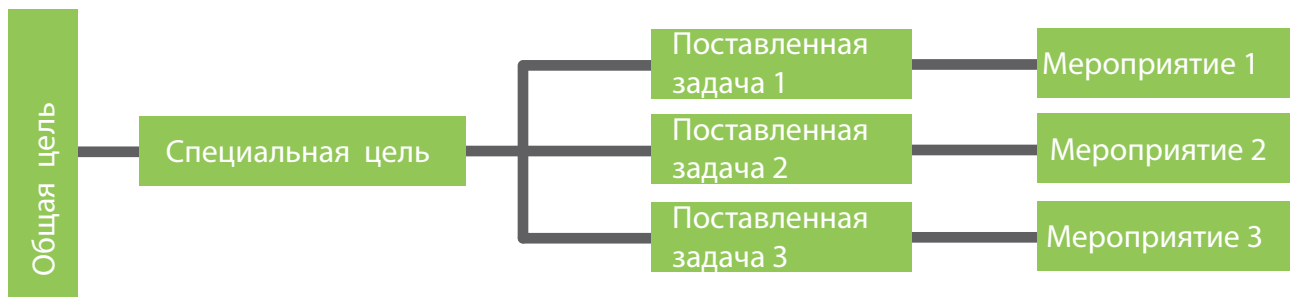 Общая цель
Специальная цель
Поставленная
задача 1
Мероприятие 1
Поставленная
задача 2
Мероприятие 2
Поставленная
задача 3
Мероприятие 3